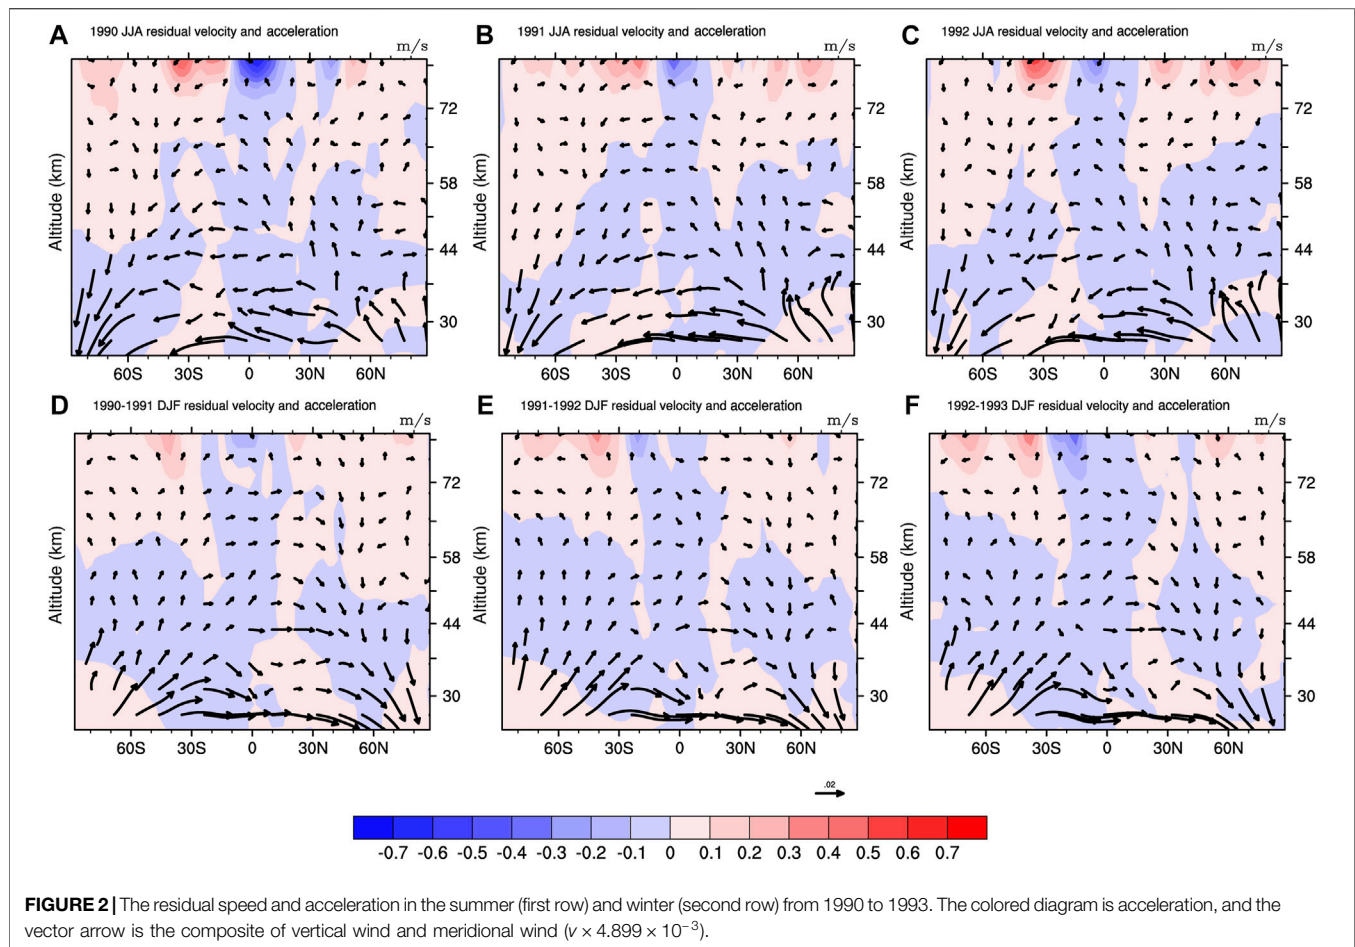 A 1990 JJA residual velocity and acceleration m/s
B 1991 JJA residual velocity and acceleration m/s
C 1992 JJA residual velocity and acceleration m/s
Altitude (km) 72 58 44 30
Altitude (km) 72 58 44 30
Altitude (km) 72 58 44 30
60S 30S 0 30N 60N
60S 30S 0 30N 60N
60S 30S 0 30N 60N
D 1990-1991 DJF residual velocity and acceleration m/s
E 1991-1992 DJF residual velocity and acceleration m/s
F 1992-1993 DJF residual velocity and acceleration m/s
Altitude (km) 72 58 44 30
Altitude (km) 72 58 44 30
Altitude (km) 72 58 44 30
60S 30S 0 30N 60N
60S 30S 0 30N 60N
60S 30S 0 30N 60N
.02
-0.7 -0.6 -0.5 -0.4 -0.3 -0.2 -0.1 0 0.1 0.2 0.3 0.4 0.5 0.6 0.7
FIGURE 2 | The residual speed and acceleration in the summer (first row) and winter (second row) from 1990 to 1993. The colored diagram is acceleration, and the
vector arrow is the composite of vertical wind and meridional wind (v × 4.899 × 10⁻³).